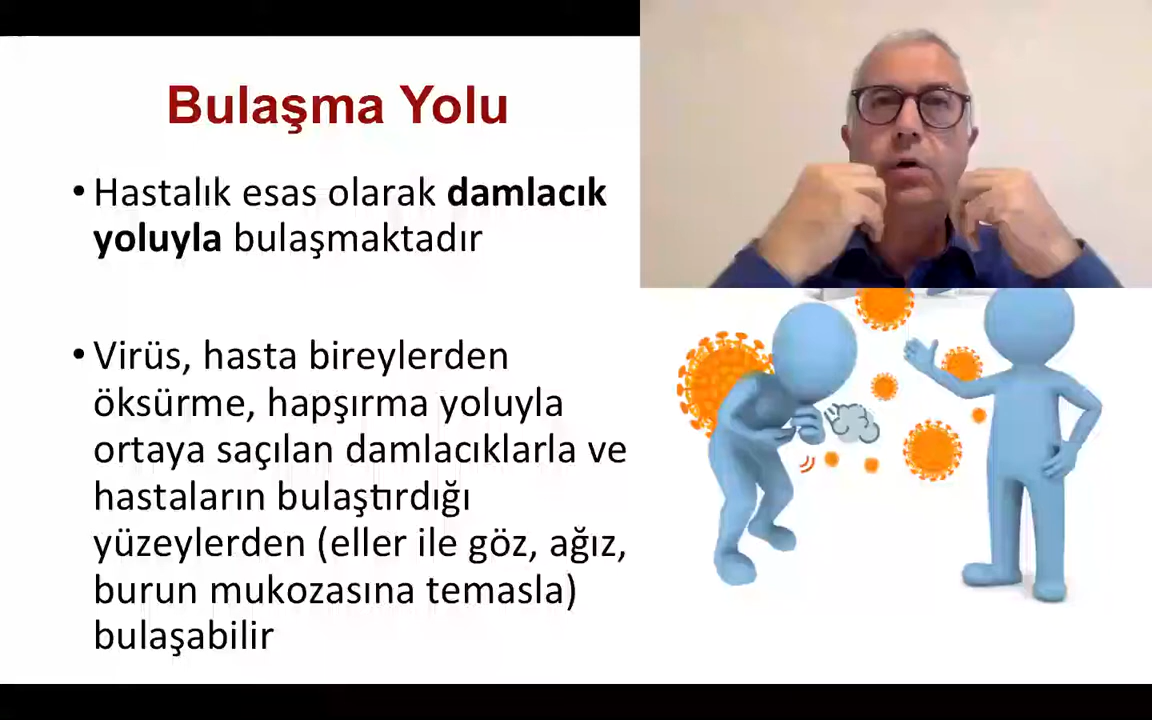 Bulaşma Yolu
• Hastalık esas olarak damlacık
yoluyla bulaşmaktadır
• Virüs, hasta bireylerden
öksürme, hapşırma yoluyla
ortaya saçılan damlacıklarla ve
hastaların bulaştırdığı
yüzeylerden (eller ile göz, ağız,
burun mukozasına temasla)
bulaşabilir